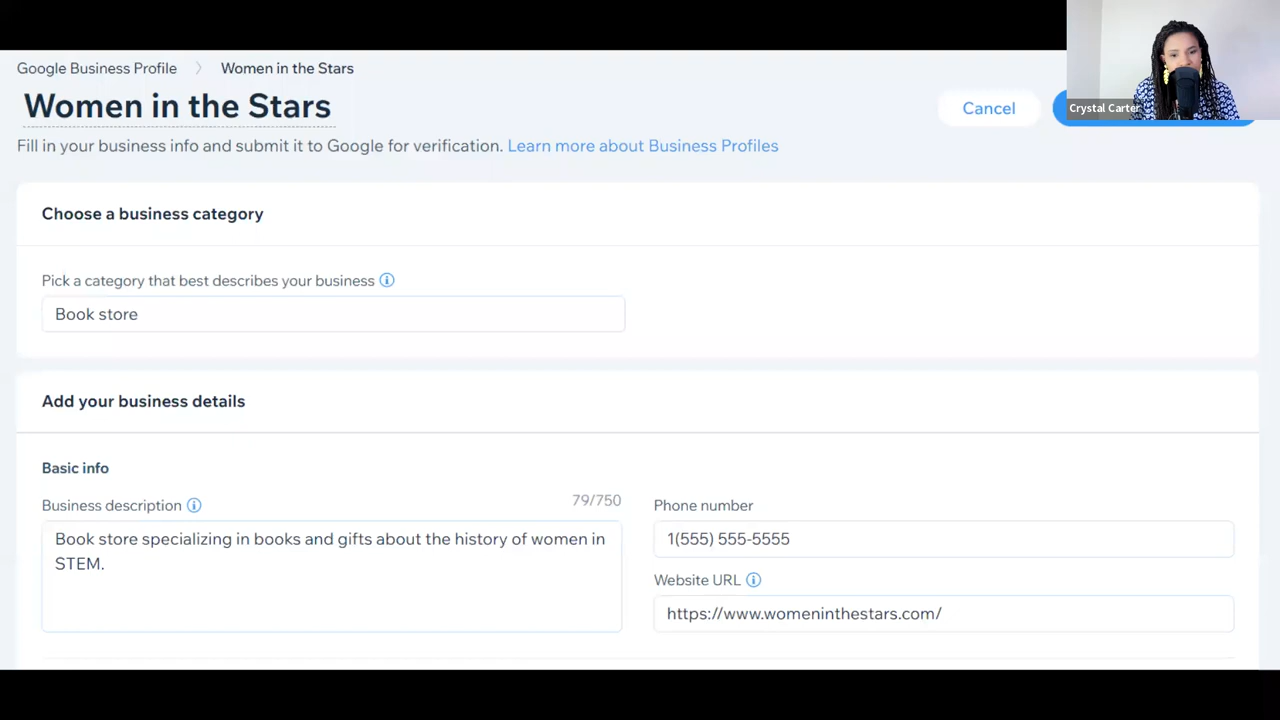 Google Business Profile > Women in the Stars
Women in the Stars
Cancel
Crystal Carter
Fill in your business info and submit it to Google for verification. Learn more about Business Profiles
Choose a business category
Pick a category that best describes your business
Book store
Add your business details
Basic info
Business description
79/750
Book store specializing in books and gifts about the history of women in
STEM.
Phone number
1(555) 555-5555
Website URL
https://www.womeninthestars.com/